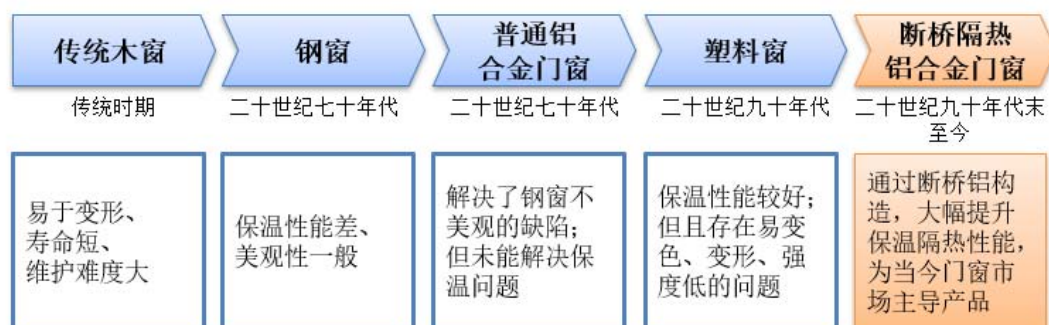 传统木窗
钢窗
普通铝
合金门窗
塑料窗
断桥隔热
铝合金门窗
传统时期
二十世纪七十年代
二十世纪七十年代
二十世纪九十年代
二十世纪九十年代末
至今
易于变形、
寿命短、
维护难度大
保温性能差、
美观性一般
解决了钢窗不
美观的缺陷；
但未能解决保
温问题
保温性能较好；
但且存在易变
色、变形、强
度低的问题
通过断桥铝构
造，大幅提升
保温隔热性能，
为当今门窗市
场主导产品